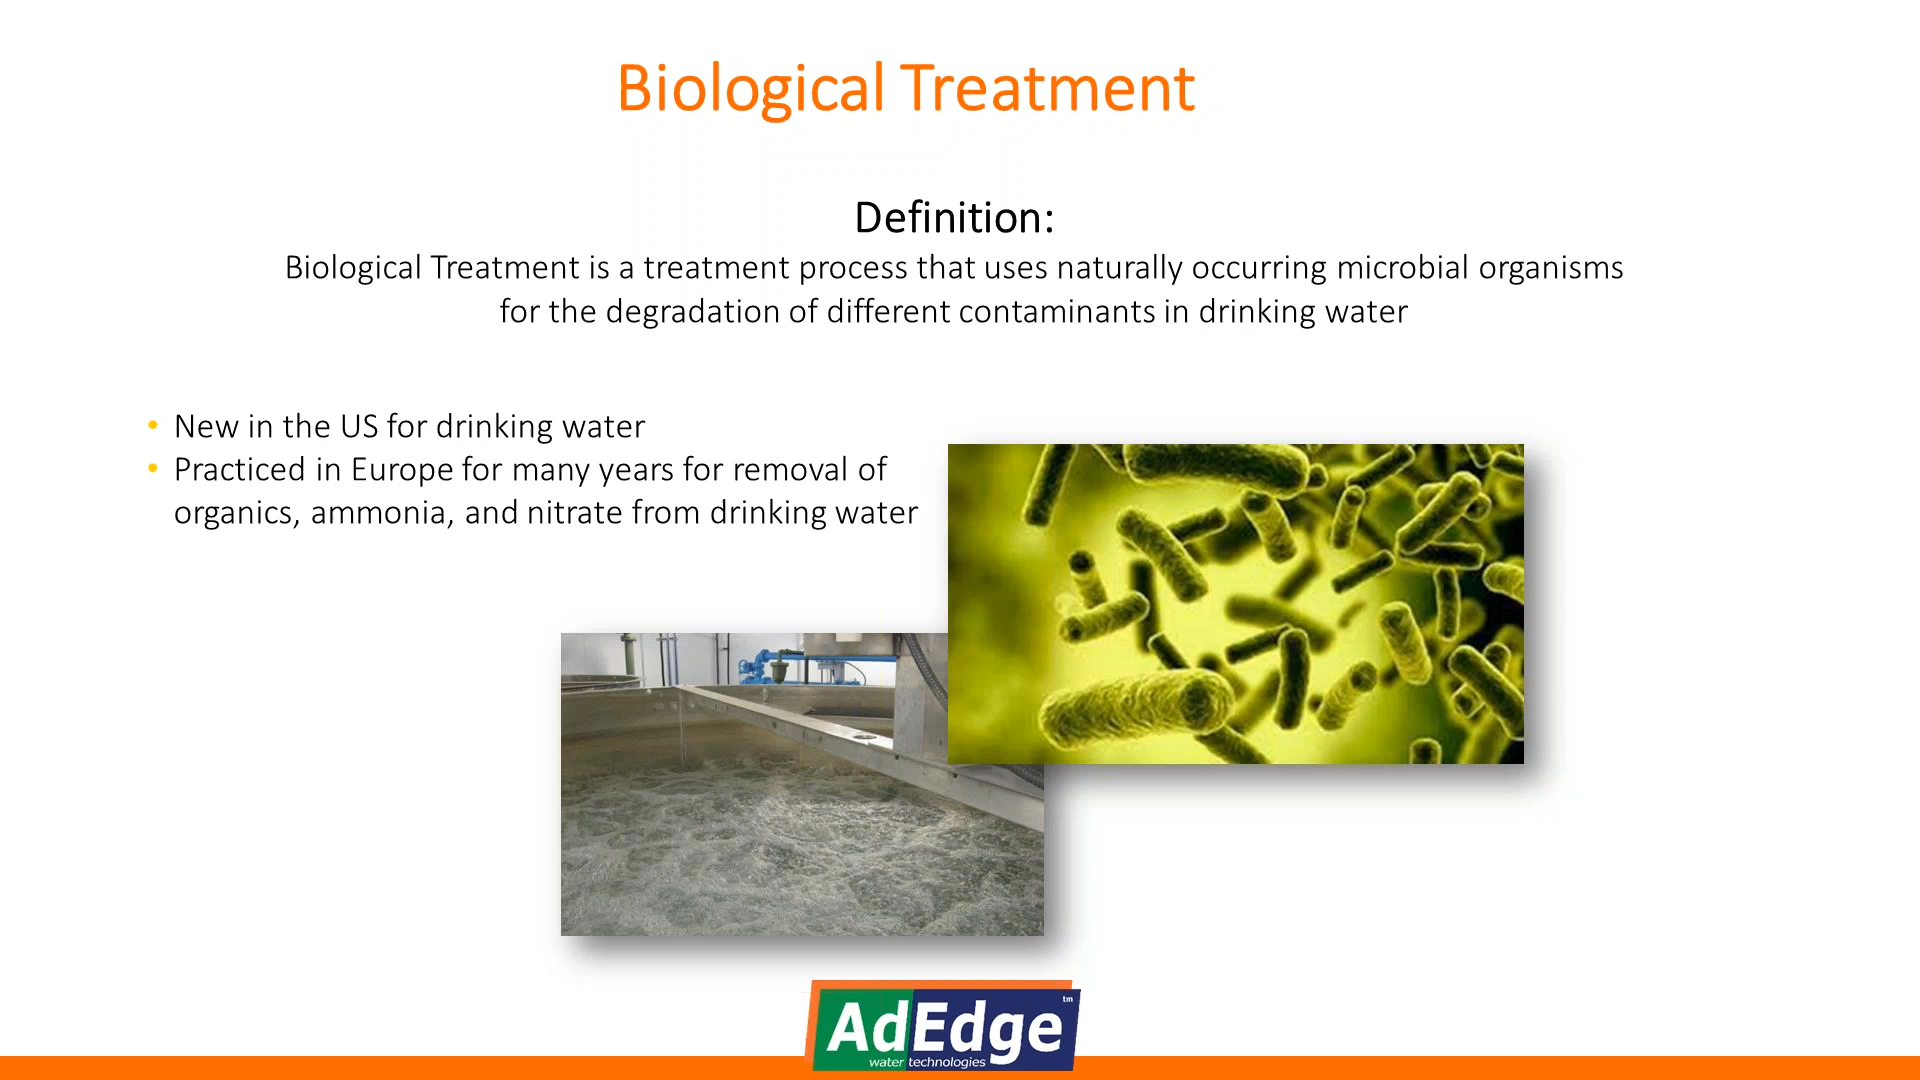 Biological Treatment
Definition:
Biological Treatment is a treatment process that uses naturally occurring microbial organisms
for the degradation of different contaminants in drinking water
• New in the US for drinking water
• Practiced in Europe for many years for removal of
organics, ammonia, and nitrate from drinking water
AdEdge tm
water technologies